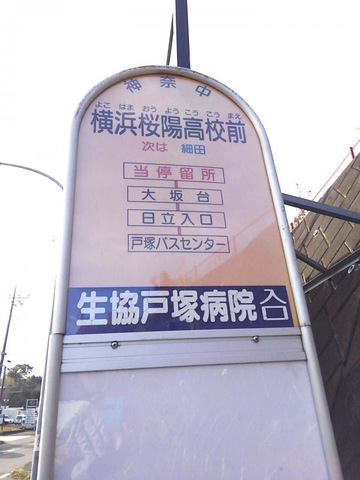 神奈中
よこ はま おう よう こう こう まえ
横浜桜陽高校前
次は 細田
当停留所
大坂台
日立入口
戸塚バスセンター
生協戸塚病院入口